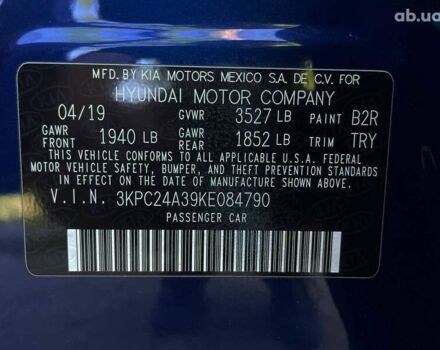 ab.ua
MFD. BY KIA MOTORS MEXICO S.A. DE C.V. FOR
HYUNDAI MOTOR COMPANY
04/19 GVWR 3527 LB PAINT B2R
GAWR FRONT 1940 LB GAWR REAR 1852 LB TRIM TRY
THIS VEHICLE CONFORMS TO ALL APPLICABLE U.S.A. FEDERAL
MOTOR VEHICLE SAFETY, BUMPER, AND THEFT PREVENTION
STANDARDS IN EFFECT ON THE DATE OF MANUFACTURE SHOWN ABOVE.
V.I.N. 3KPC24A39KE084790
PASSENGER CAR